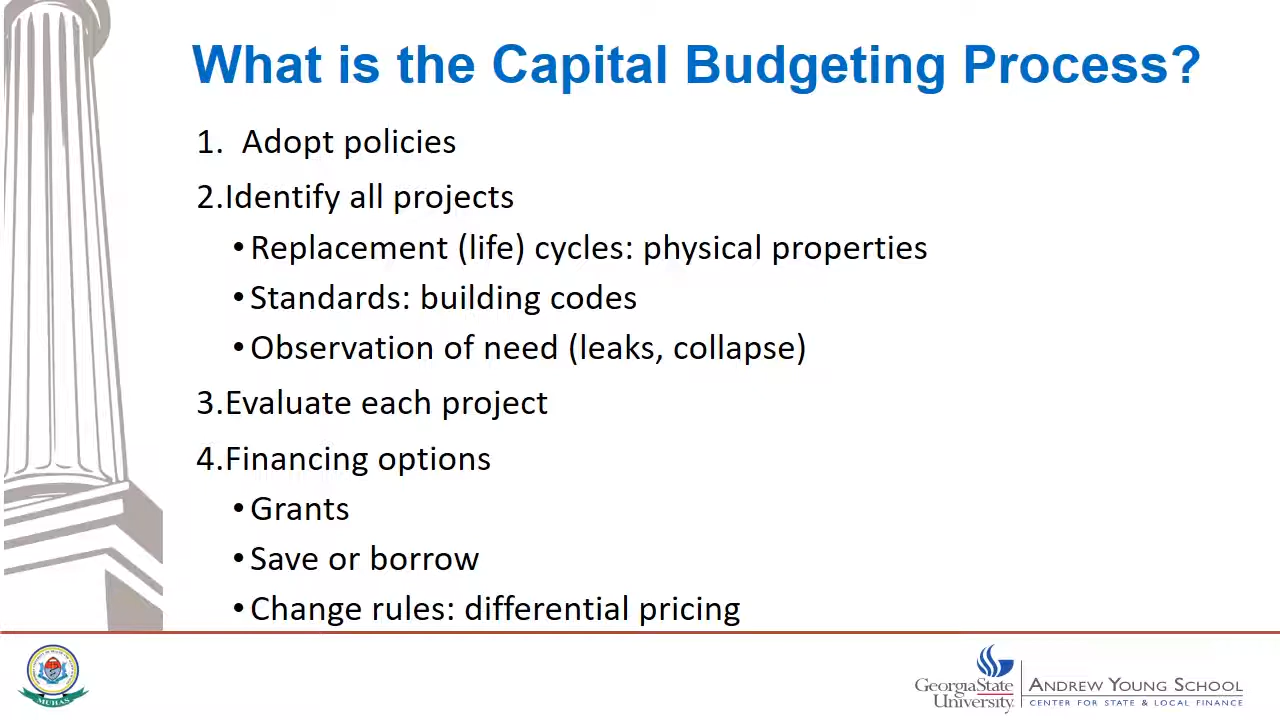 What is the Capital Budgeting Process?
1. Adopt policies
2.Identify all projects
•Replacement (life) cycles: physical properties
•Standards: building codes
•Observation of need (leaks, collapse)
3.Evaluate each project
4.Financing options
•Grants
•Save or borrow
•Change rules: differential pricing
MUHAS
GeorgiaState
University
ANDREW YOUNG SCHOOL
CENTER FOR STATE & LOCAL FINANCE